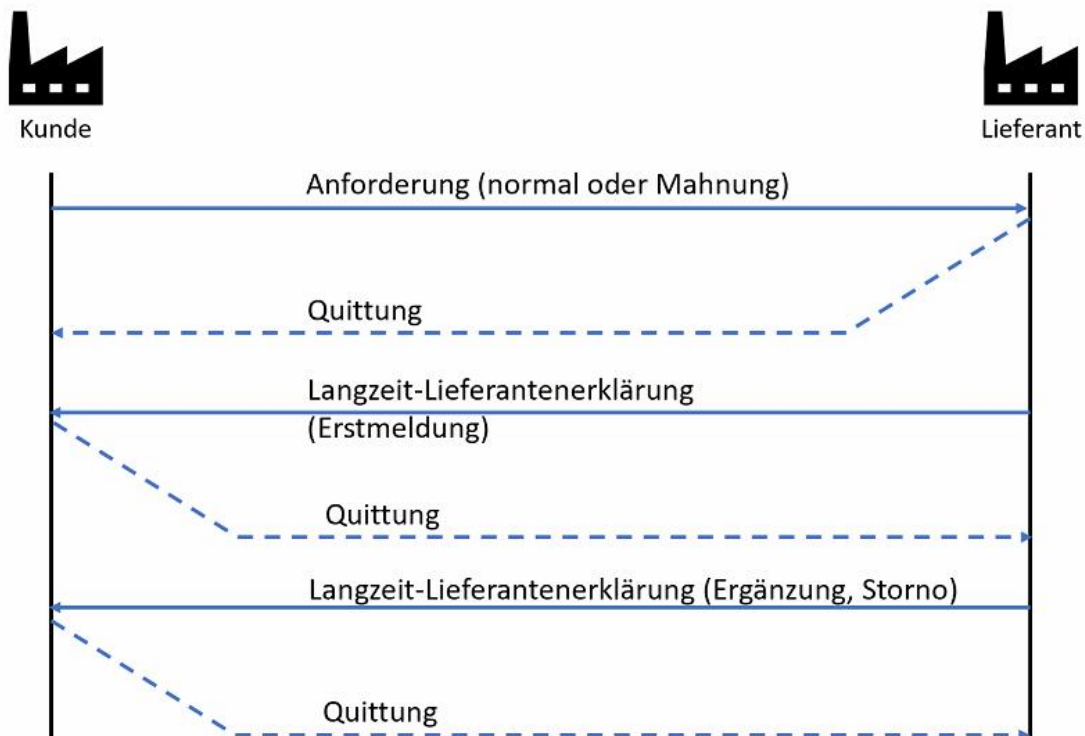 Kunde
Lieferant
Anforderung (normal oder Mahnung)
Quittung
Langzeit-Lieferantenerklärung
(Erstmeldung)
Quittung
Langzeit-Lieferantenerklärung (Ergänzung, Storno)
Quittung